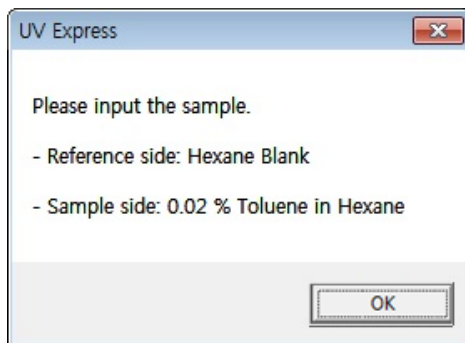 UV Express
Please input the sample.
- Reference side: Hexane Blank
- Sample side: 0.02 % Toluene in Hexane
OK